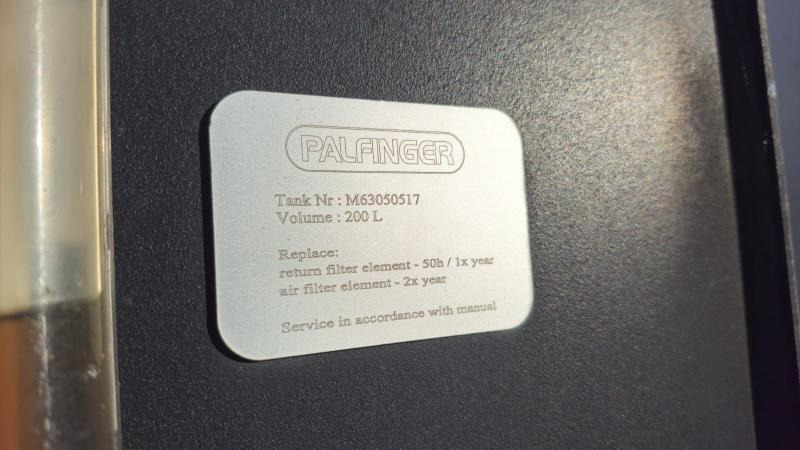 PALFINGER
Tank Nr : M63050517
Volume : 200 L
Replace:
return filter element - 50h / 1x year
air filter element - 2x year
Service in accordance with manual